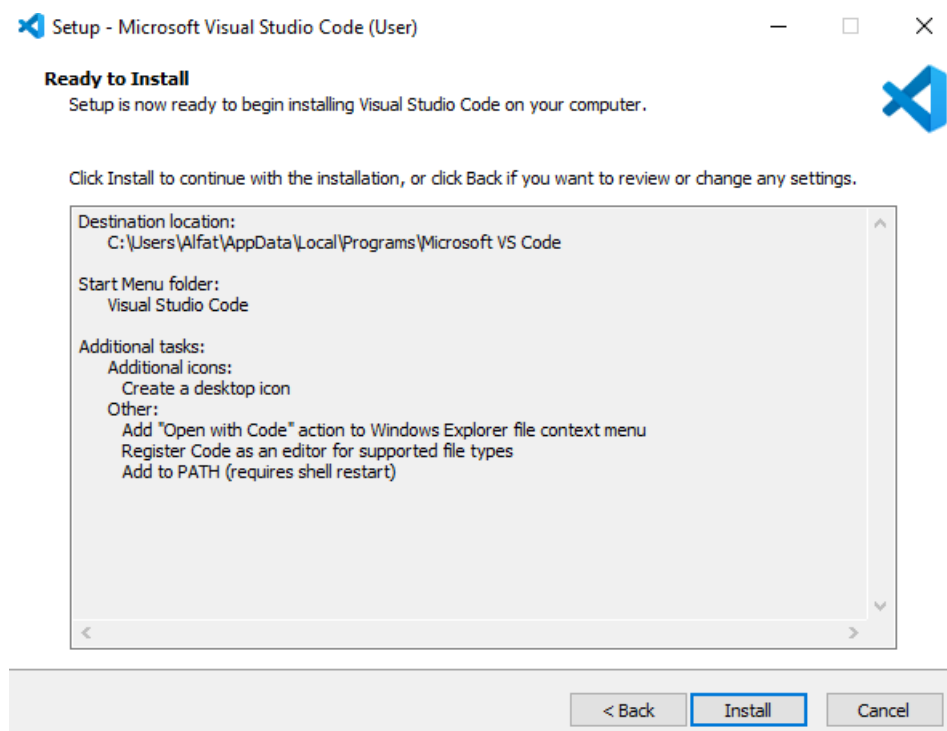 Setup - Microsoft Visual Studio Code (User)
Ready to Install
Setup is now ready to begin installing Visual Studio Code on your computer.
Click Install to continue with the installation, or click Back if you want to review or change any settings.
Destination location:
C:\Users\Alfat\AppData\Local\Programs\Microsoft VS Code
Start Menu folder:
Visual Studio Code
Additional tasks:
Additional icons:
Create a desktop icon
Other:
Add "Open with Code" action to Windows Explorer file context menu
Register Code as an editor for supported file types
Add to PATH (requires shell restart)
< Back
Install
Cancel